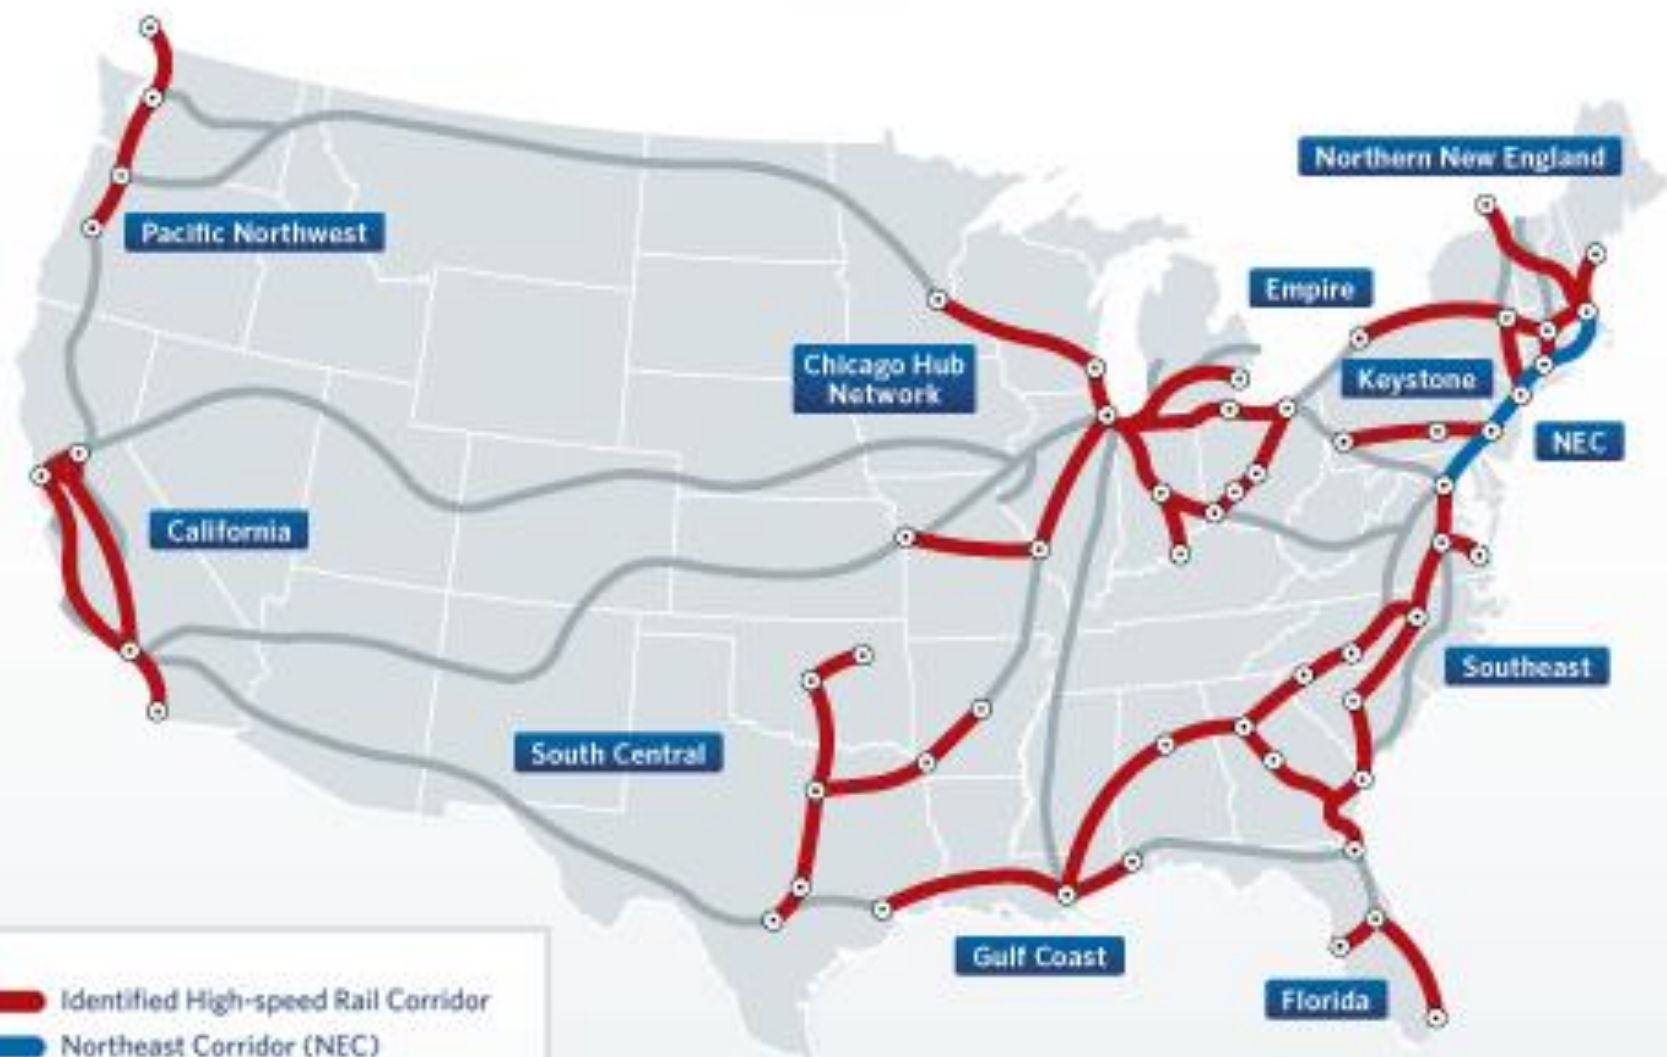 Northern New England
Pacific Northwest
Empire
Chicago Hub
Network
Keystone
NEC
California
Southeast
South Central
Gulf Coast
Florida
Identified High-speed Rail Corridor
Northeast Corridor (NEC)